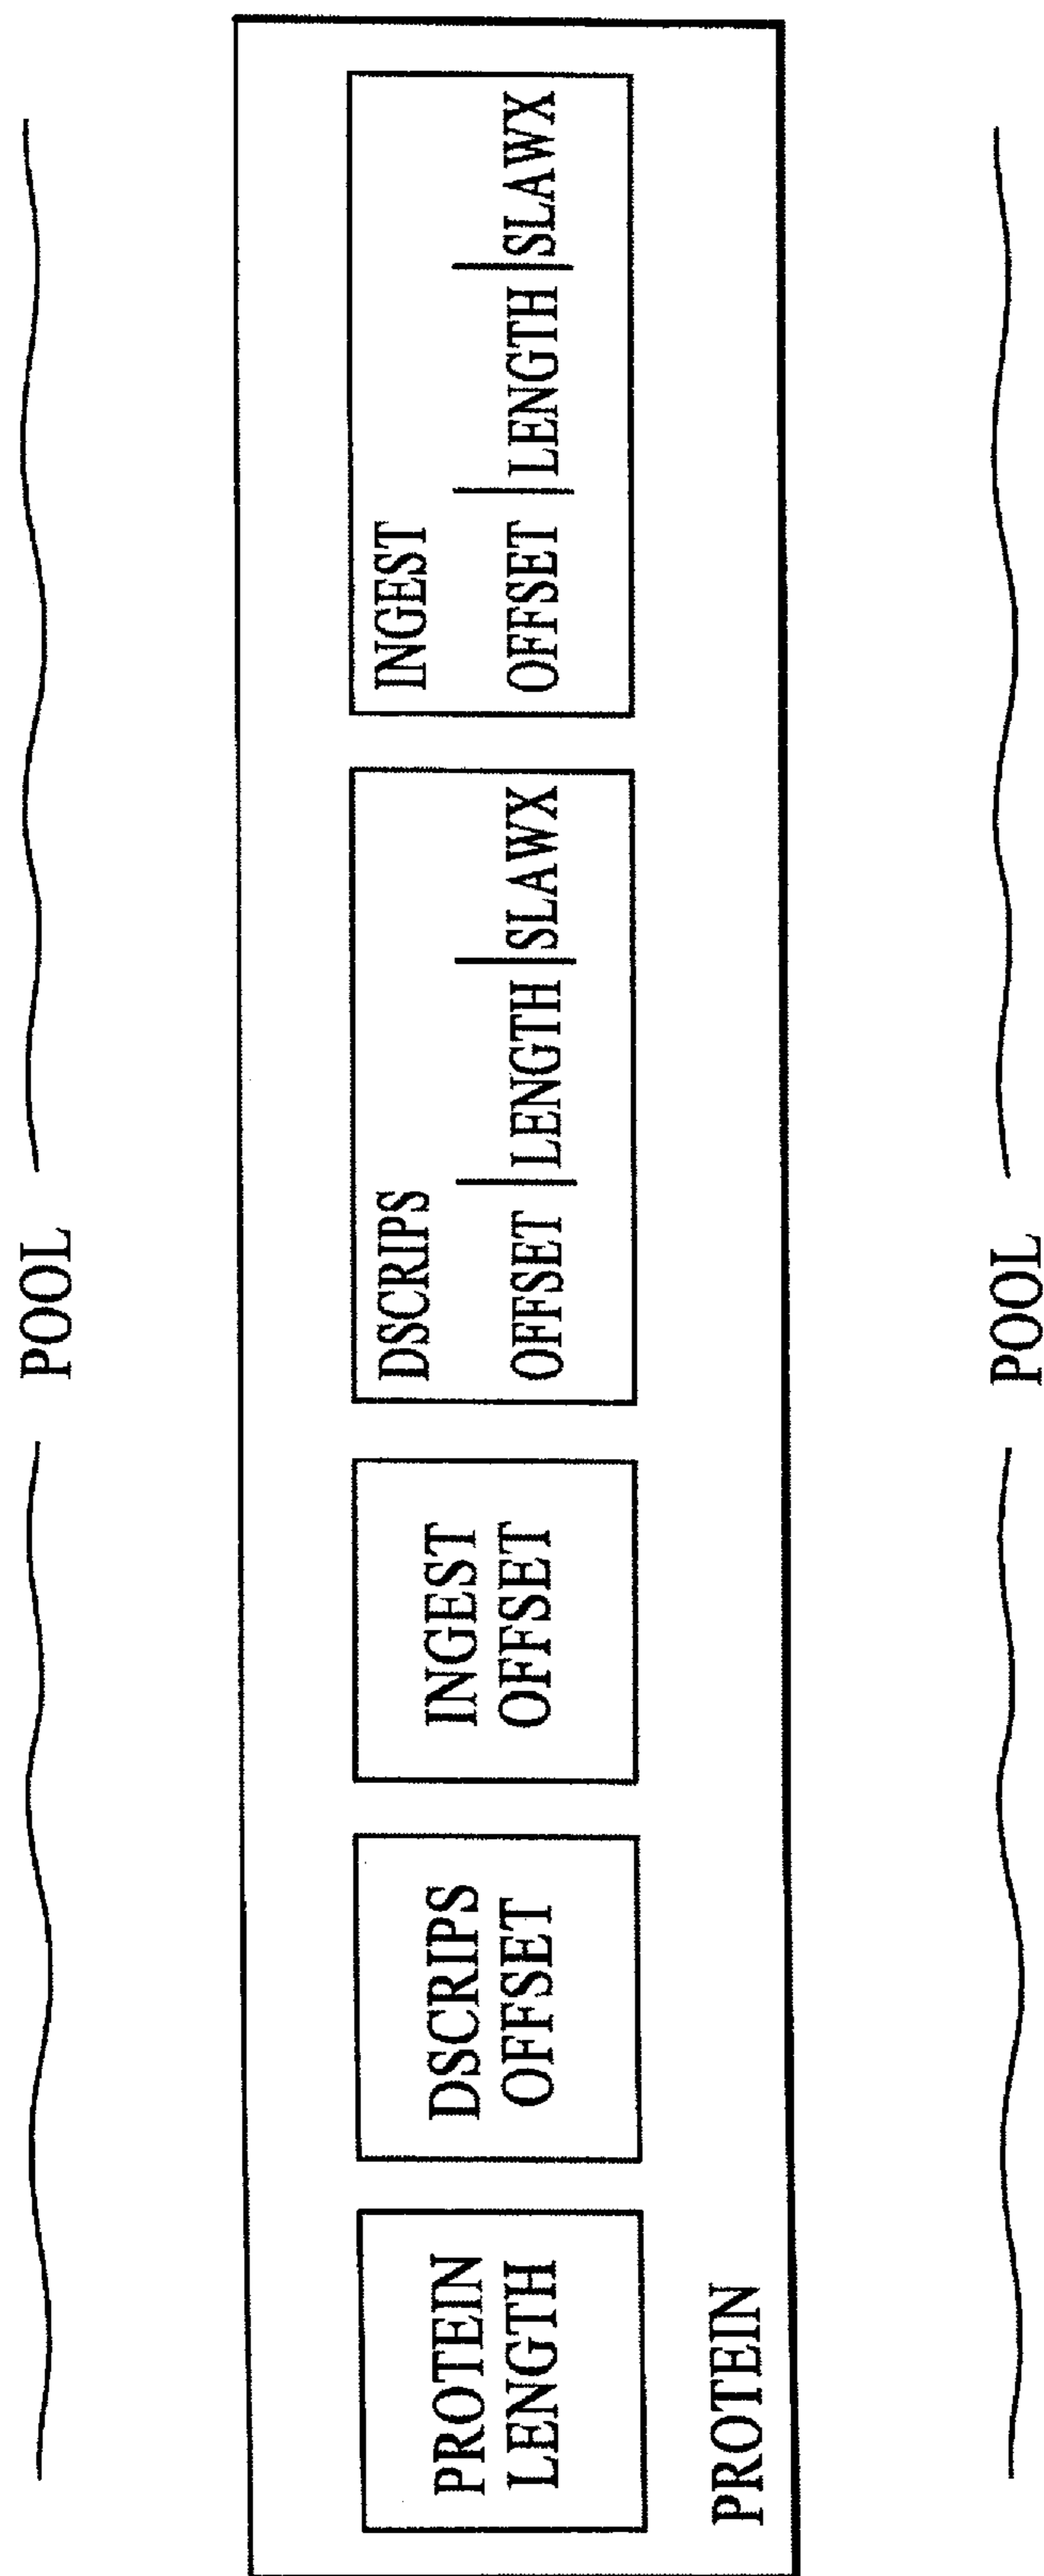 POOL
PROTEIN
LENGTH
DSCRIPS
OFFSET
INGEST
OFFSET
DSCRIPS
OFFSET LENGTH SLAWX
INGEST
OFFSET LENGTH SLAWX
PROTEIN
POOL